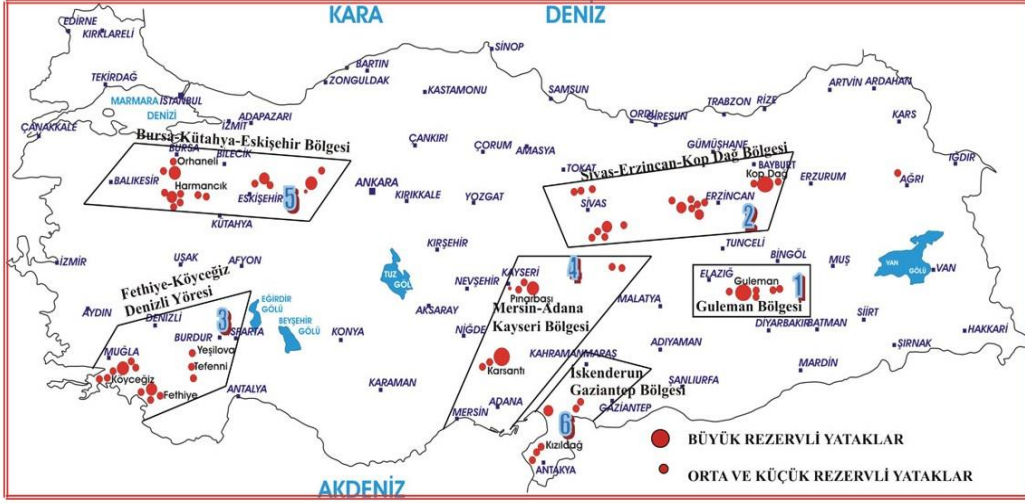 KARA DENİZ
EDİRNE
KIRKLARELİ
SİNOP
BARTIN
TEKİRDAĞ
ZONGULDAK
KASTAMONU
SAMSUN
ARTVİN ARDAHAN
MARMARA İSTANBUL
DENİZİ
TRABZON RİZE
ORDU GİRESUN
ADAPAZARI
İZMİT
KARS
ÇANAKKALE
Bursa-Kütahya-Eskişehir Bölgesi
ÇANKIRI
ÇORUM AMASYA
GÜMÜŞHANE
Sivas-Erzincan-Kop Dağ Bölgesi
BURSA BİLECİK
Orhaneli
TOKAT
BAYBURT
Kop Dağ
IĞDIR
BALIKESİR
Harmancık
ANKARA
ERZURUM
AĞRI
ESKİŞEHİR
5
KIRIKKALE
YOZGAT
SİVAS
ERZİNCAN
2
KÜTAHYA
KIRŞEHİR
TUNCELİ
İZMİR
UŞAK
AFYON
TUZ
GÖLÜ
NEVŞEHİR
KAYSERİ
4
BİNGÖL
MUŞ
VAN
GÖLÜ
VAN
ELAZIĞ
Guleman
1
Guleman Bölgesi
Fethiye-Köyceğiz
Denizli Yöresi
Pınarbaşı
Mersin-Adana
Kayseri Bölgesi
MALATYA
AYDIN
DENİZLİ
3
EĞİRDİR
GÖLÜ
BEYŞEHİR
GÖLÜ
AKSARAY
SİİRT
DİYARBAKIR BATMAN
HAKKARİ
BURDUR
ISPARTA
KONYA
NİĞDE
ADIYAMAN
ŞIRNAK
MUĞLA
Yeşilova
KAHRAMANMARAŞ
MARDİN
Köyceğiz
Tefenni
Karsantı
İskenderun
Gaziantep Bölgesi
ŞANLIURFA
Fethiye
ANTALYA
KARAMAN
ADANA
MERSİN
GAZİANTEP
6
Kızıldağ
ANTAKYA
BÜYÜK REZERVLİ YATAKLAR
ORTA VE KÜÇÜK REZERVLİ YATAKLAR
AKDENİZ